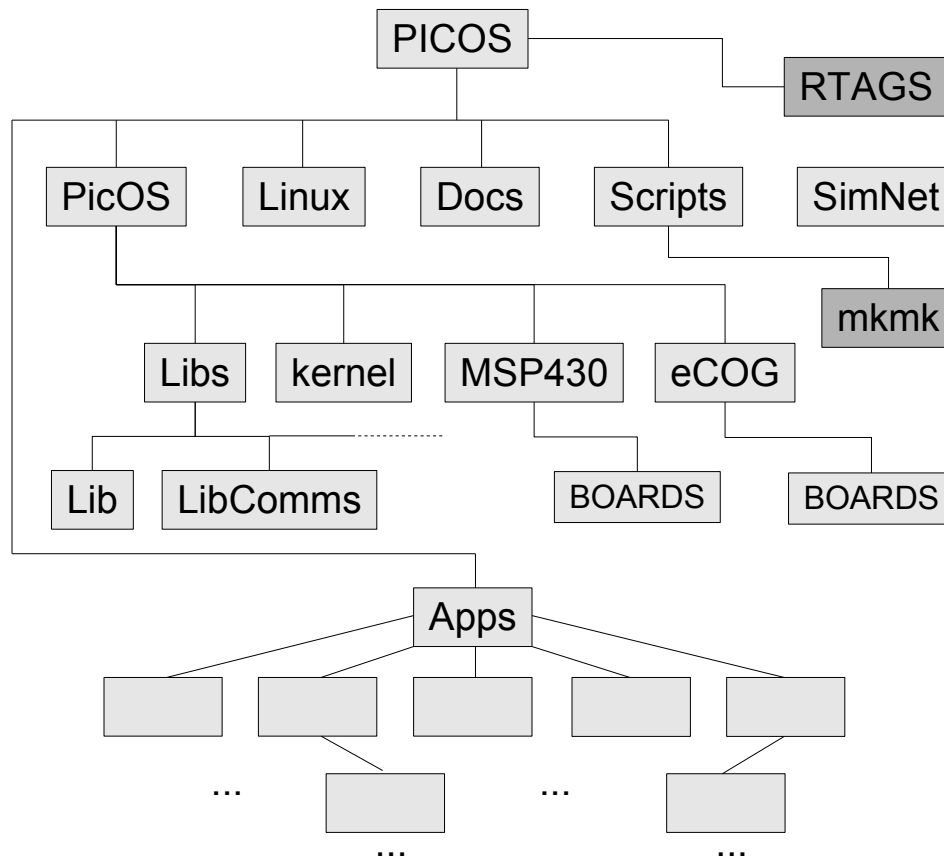 PICOS
RTAGS
PicOS
Linux
Docs
Scripts
SimNet
mkmk
Libs
kernel
MSP430
eCOG
Lib
LibComms
BOARDS
BOARDS
Apps
...
...
...
...